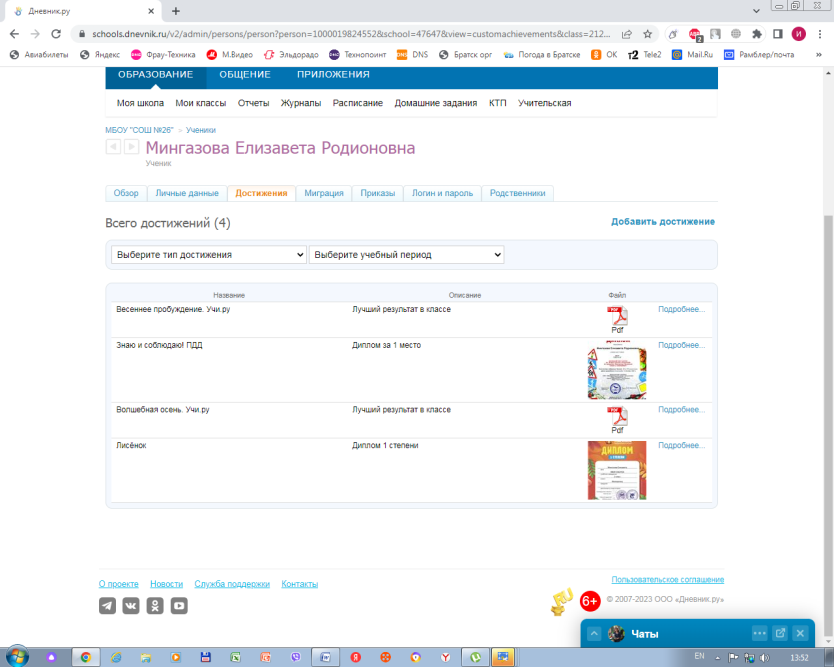 Дневник.ру
schools.dnevnik.ru/v2/admin/persons/person?person=1000019824552&school=47647&view=customachievements&class=212...
Авиабилеты Яндекс Фрау-Техника М.Видео Эльдорадо Технопоинт DNS Братск орг Погода в Братске ОК Tele2 Mail.Ru Рамблер/почта »
ОБРАЗОВАНИЕ ОБЩЕНИЕ ПРИЛОЖЕНИЯ
Моя школа Мои классы Отчеты Журналы Расписание Домашние задания КТП Учительская
МБОУ "СОШ №26" » Ученики
Мингазова Елизавета Родионовна
Ученик
Обзор Личные данные Достижения Миграция Приказы Логин и пароль Родственники
Всего достижений (4) Добавить достижение
Выберите тип достижения Выберите учебный период
Название Описание Файл
Весеннее пробуждение. Учи.ру Лучший результат в классе Pdf Подробнее...
Знаю и соблюдаю! ПДД Диплом за 1 место Подробнее...
Волшебная осень. Учи.ру Лучший результат в классе Pdf Подробнее...
Лисёнок Диплом 1 степени ДИПЛОМ Подробнее...
О проекте Новости Служба поддержки Контакты
Пользовательское соглашение
6+ © 2007-2023 ООО «Дневник.ру»
Чаты
EN 13:52